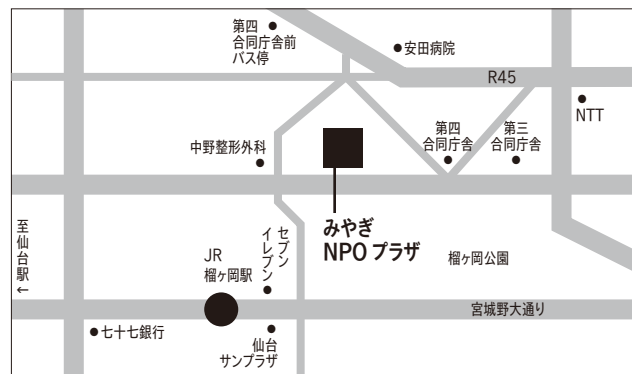 第四
合同庁舎前
バス停
安田病院
R45
NTT
第四
合同庁舎
第三
合同庁舎
中野整形外科
みやぎ
NPO プラザ
至仙台駅←
JR
榴ヶ岡駅
セブン
イレブン
榴ヶ岡公園
宮城野大通り
七十七銀行
仙台
サンプラザ